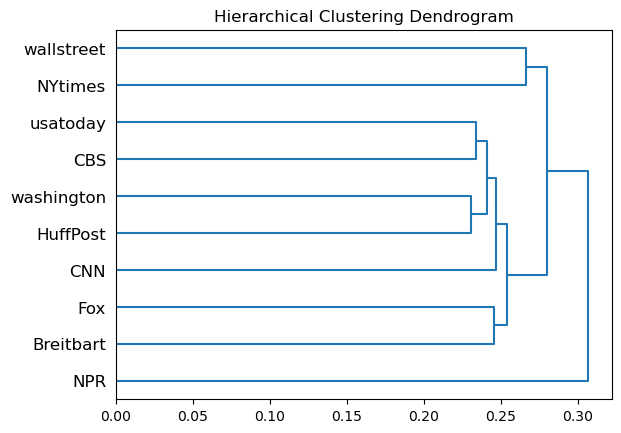 Hierarchical Clustering Dendrogram
wallstreet
NYtimes
usatoday
CBS
washington
HuffPost
CNN
Fox
Breitbart
NPR
0.00 0.05 0.10 0.15 0.20 0.25 0.30